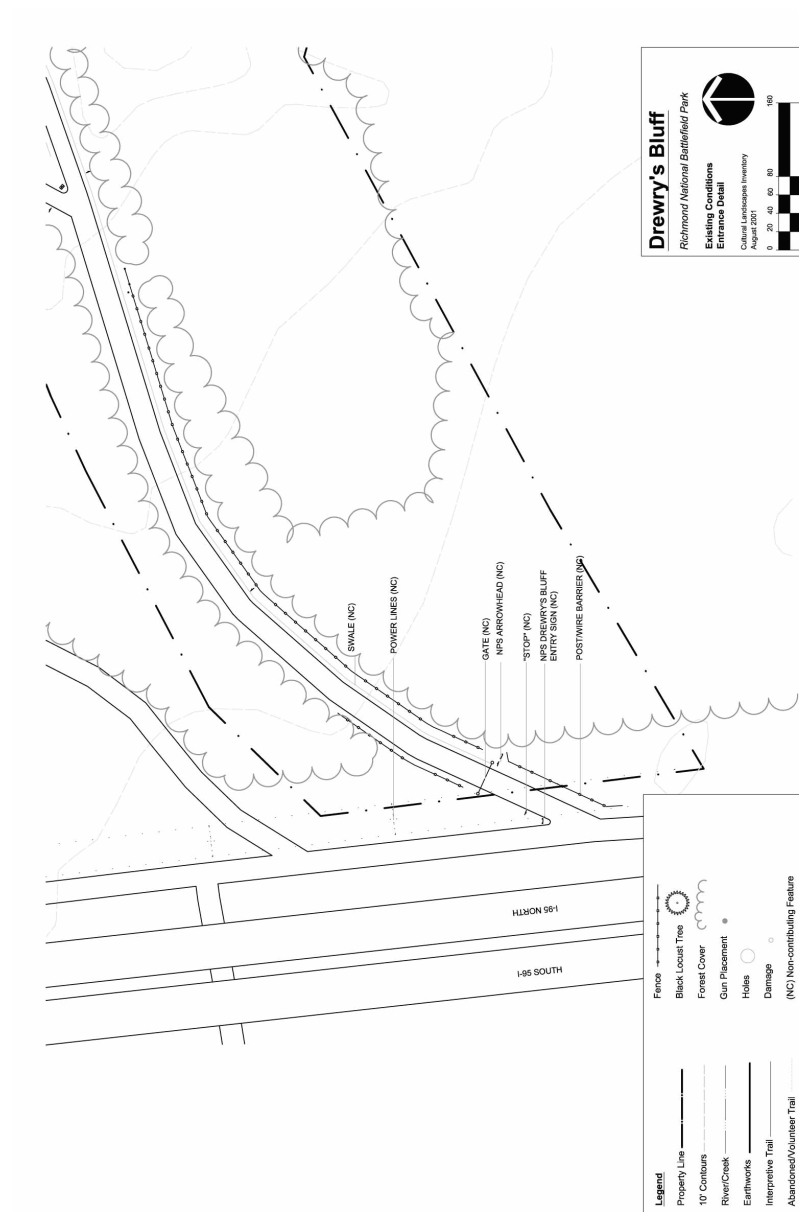 Drewry's Bluff
Richmond National Battlefield Park
Existing Conditions
Entrance Detail
Cultural Landscapes Inventory
August 2001
0 20 40 60 80 160
SWALE (NC)
POWER LINES (NC)
GATE (NC)
NPS ARROWHEAD (NC)
"STOP" (NC)
NPS DREWRY'S BLUFF
ENTRY SIGN (NC)
POST/WIRE BARRIER (NC)
I-95 NORTH
I-95 SOUTH
Legend
Property Line
10' Contours
River/Creek
Earthworks
Interpretive Trail
Abandoned/Volunteer Trail
Fence
Black Locust Tree
Forest Cover
Gun Placement
Holes
Damage
(NC) Non-contributing Feature